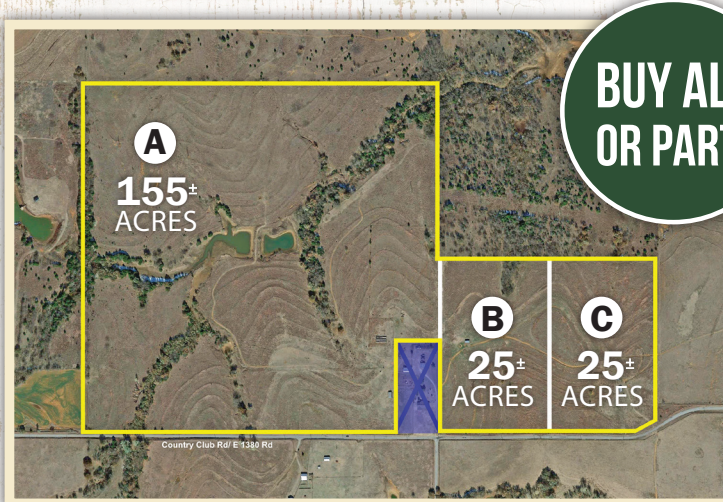 BUY AL
OR PART
A
155±
ACRES
B
25±
ACRES
C
25±
ACRES
Country Club Rd/ E 1380 Rd